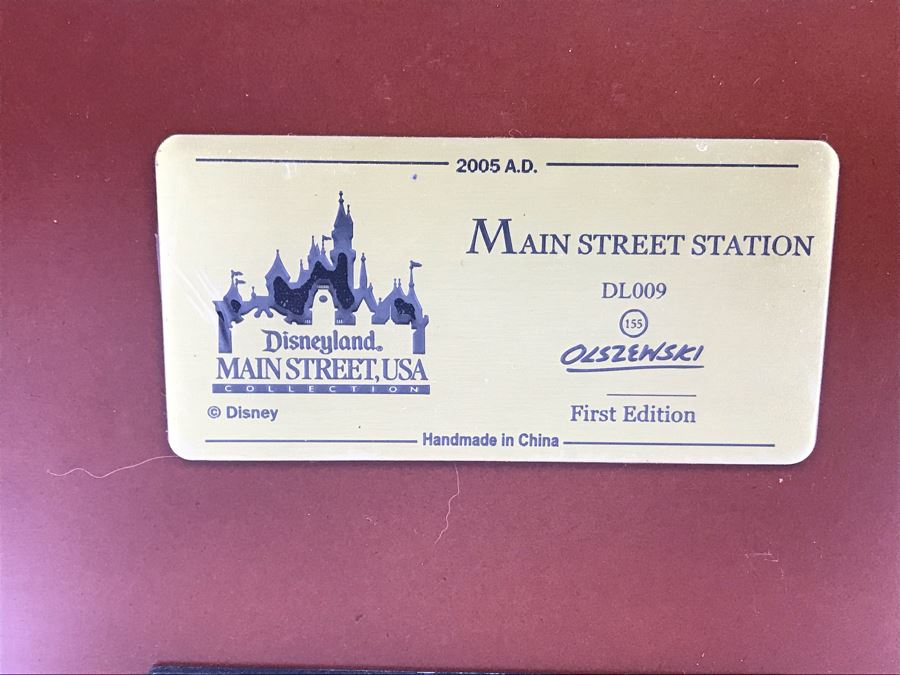 2005 A.D.
Disneyland®
MAIN STREET, USA
COLLECTION
© Disney
MAIN STREET STATION
DL009
155
OLSZEWSKI
First Edition
Handmade in China